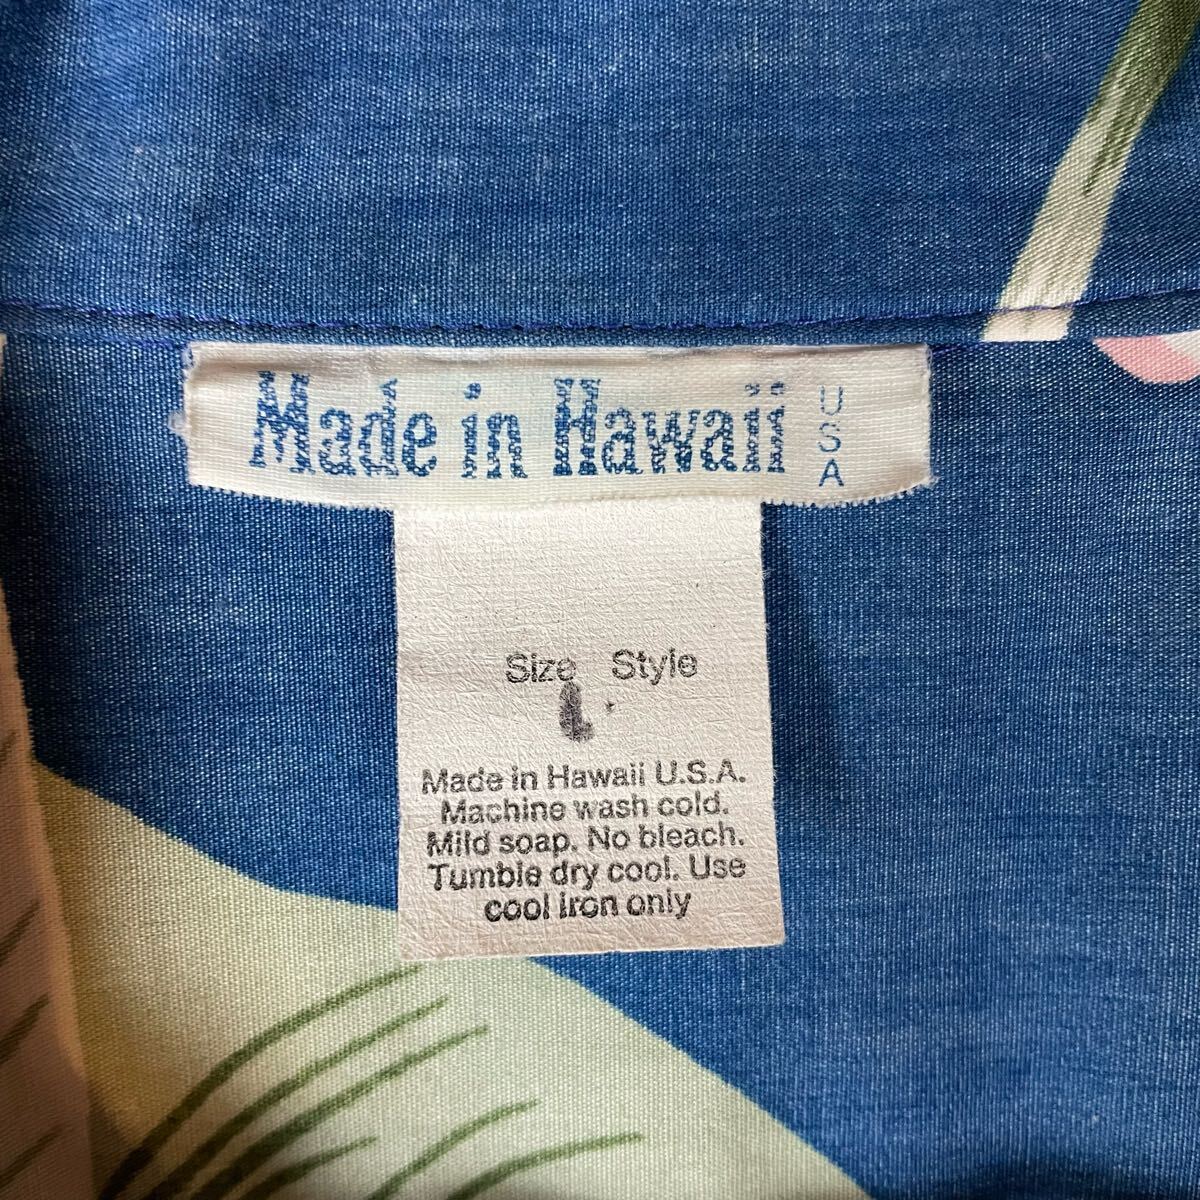 Made in Hawaii USA
Size Style
L
Made in Hawaii U.S.A.
Machine wash cold.
Mild soap. No bleach.
Tumble dry cool. Use
cool iron only